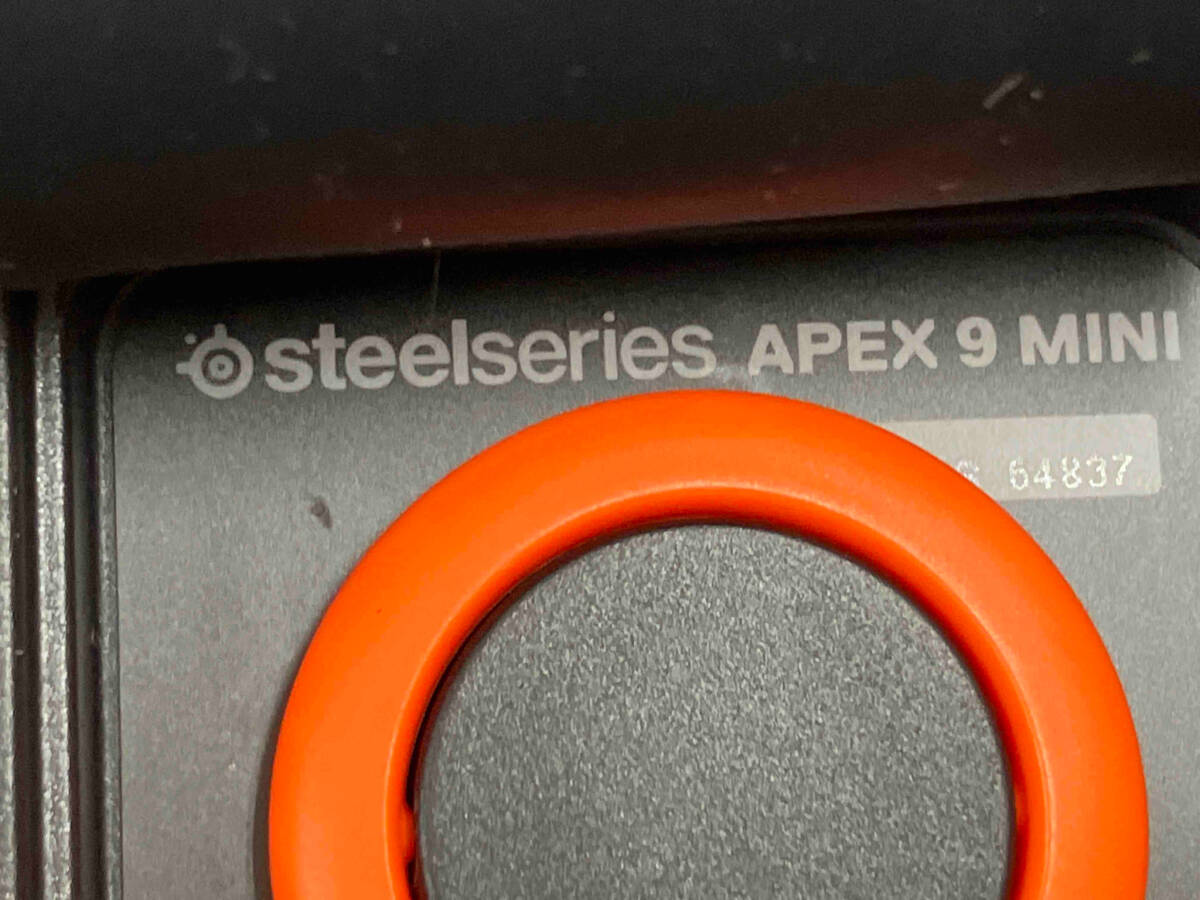 steelseries APEX 9 MINI
64837